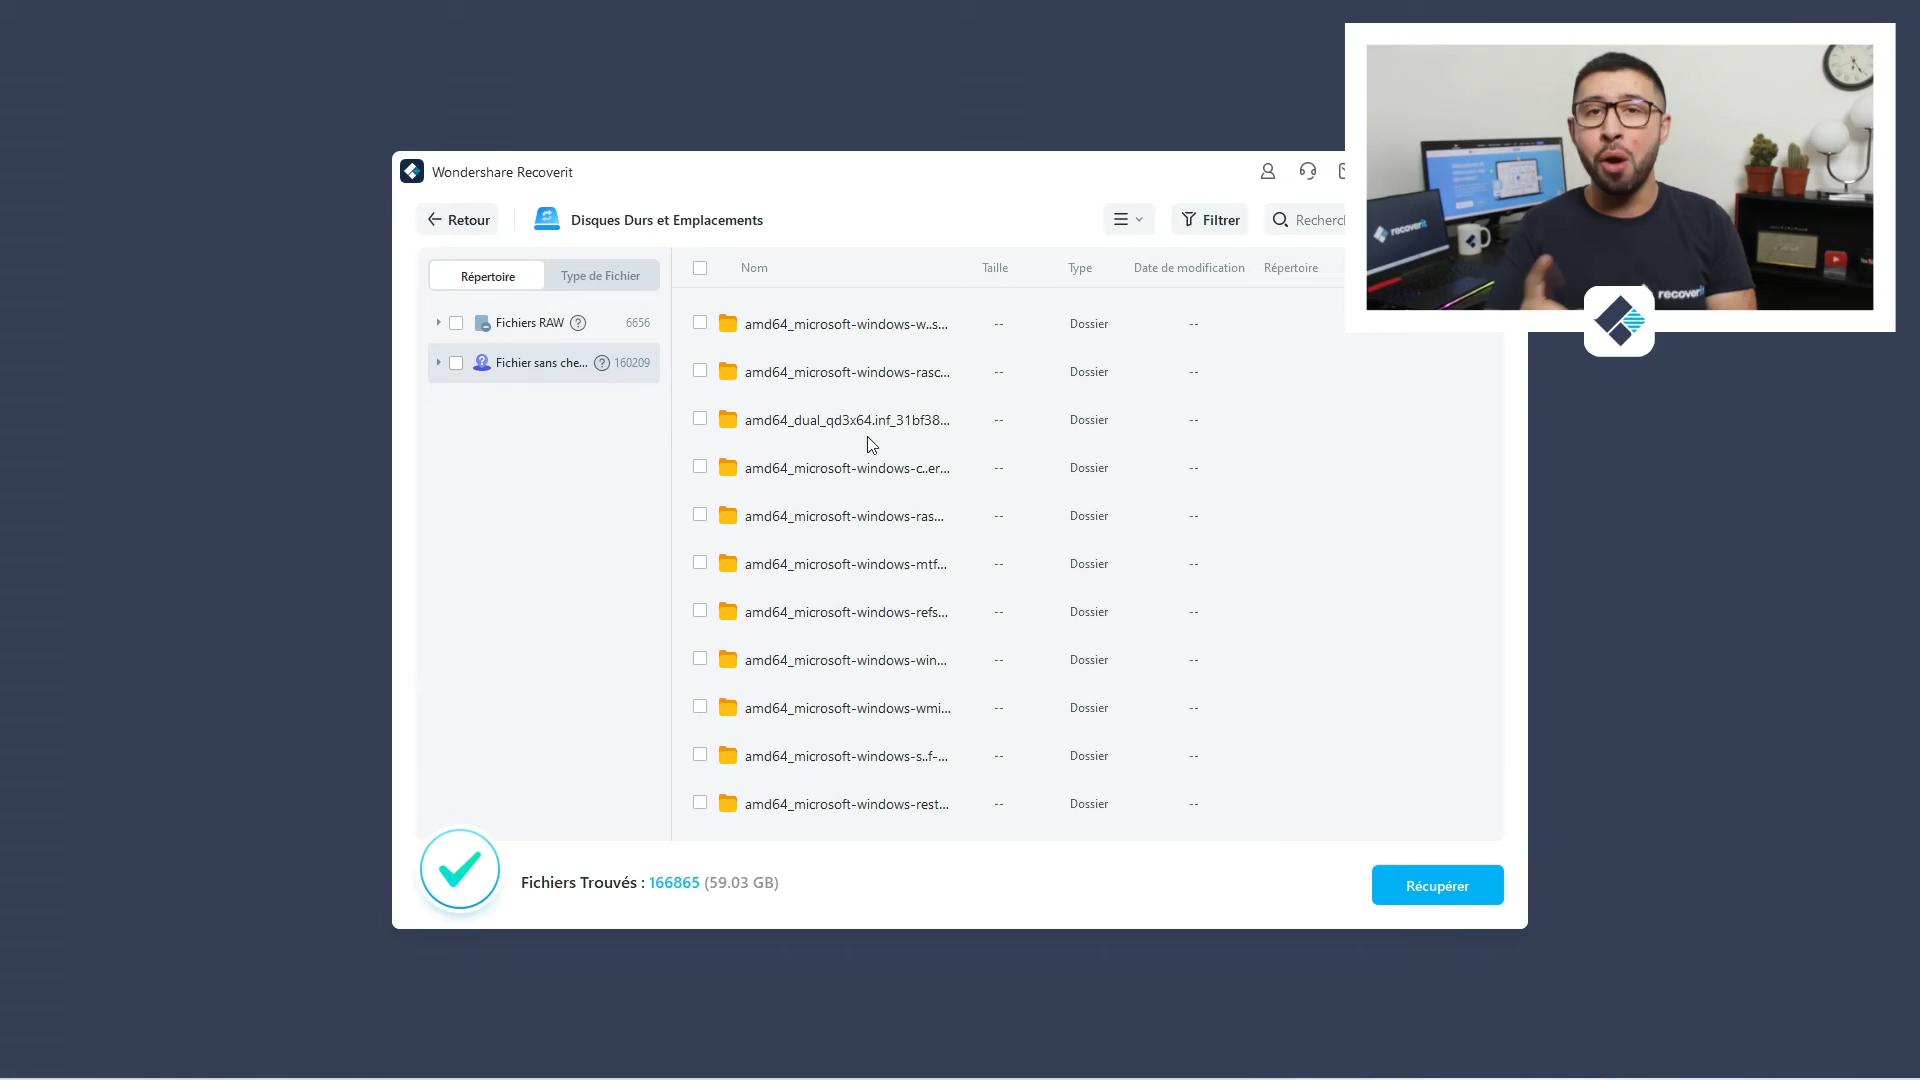 Wondershare Recoverit
Retour
Disques Durs et Emplacements
Filtrer
Recherc
Répertoire
Type de Fichier
Nom
Taille
Type
Date de modification
Répertoire
Fichiers RAW
6656
Fichier sans che...
160209
amd64_microsoft-windows-w..s... -- Dossier --
amd64_microsoft-windows-rasc... -- Dossier --
amd64_dual_qd3x64.inf_31bf38... -- Dossier --
amd64_microsoft-windows-c..er... -- Dossier --
amd64_microsoft-windows-ras... -- Dossier --
amd64_microsoft-windows-mtf... -- Dossier --
amd64_microsoft-windows-refs... -- Dossier --
amd64_microsoft-windows-win... -- Dossier --
amd64_microsoft-windows-wmi... -- Dossier --
amd64_microsoft-windows-s..f-... -- Dossier --
amd64_microsoft-windows-rest... -- Dossier --
Fichiers Trouvés : 166865 (59.03 GB)
Récupérer
recoverit
recoverit